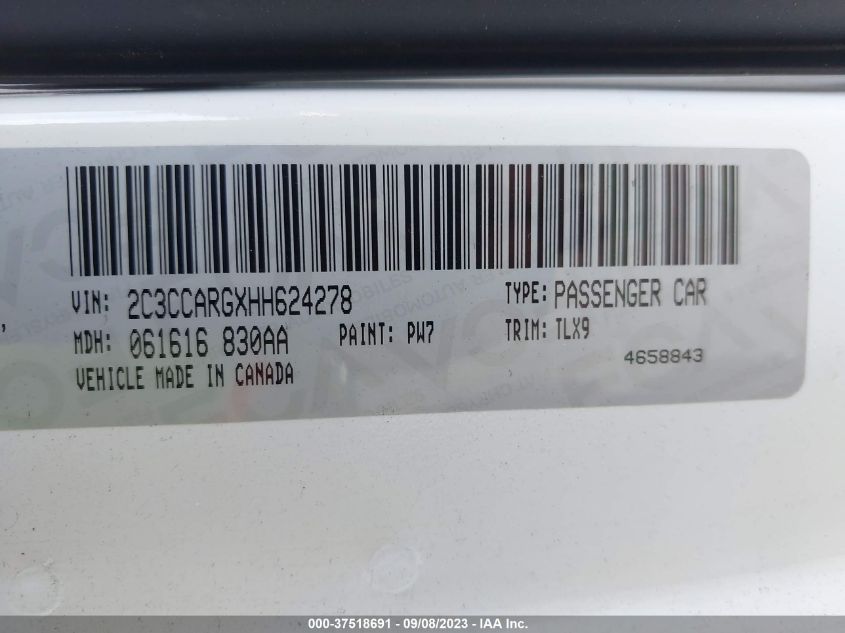 VIN: 2C3CCARGXHH624278 TYPE: PASSENGER CAR
MDH: 061616 830AA PAINT: PW7 TRIM: TLX9
VEHICLE MADE IN CANADA 4658843
000-37518691 - 09/08/2023 - IAA Inc.